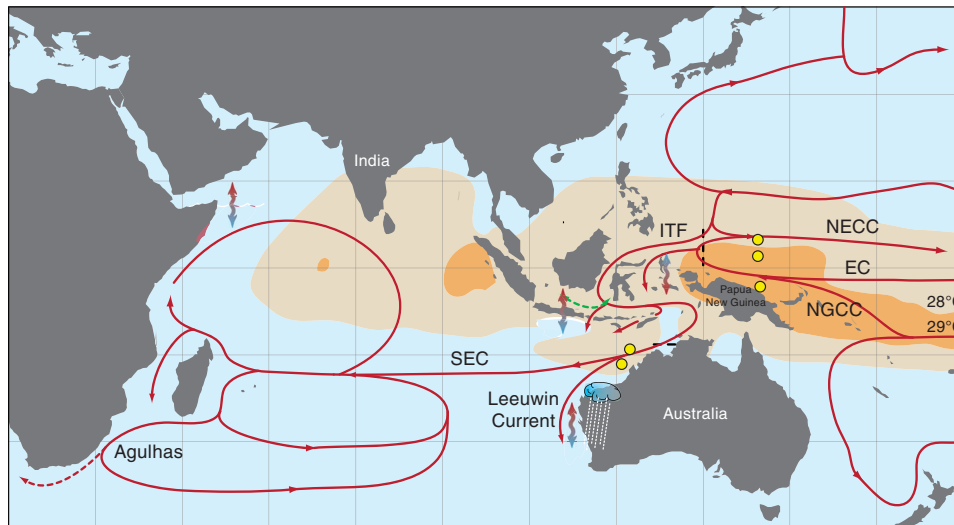 India
ITF
NECC
EC
Papua
New Guinea
NGCC
28°C
29°C
SEC
Leeuwin
Current
Australia
Agulhas